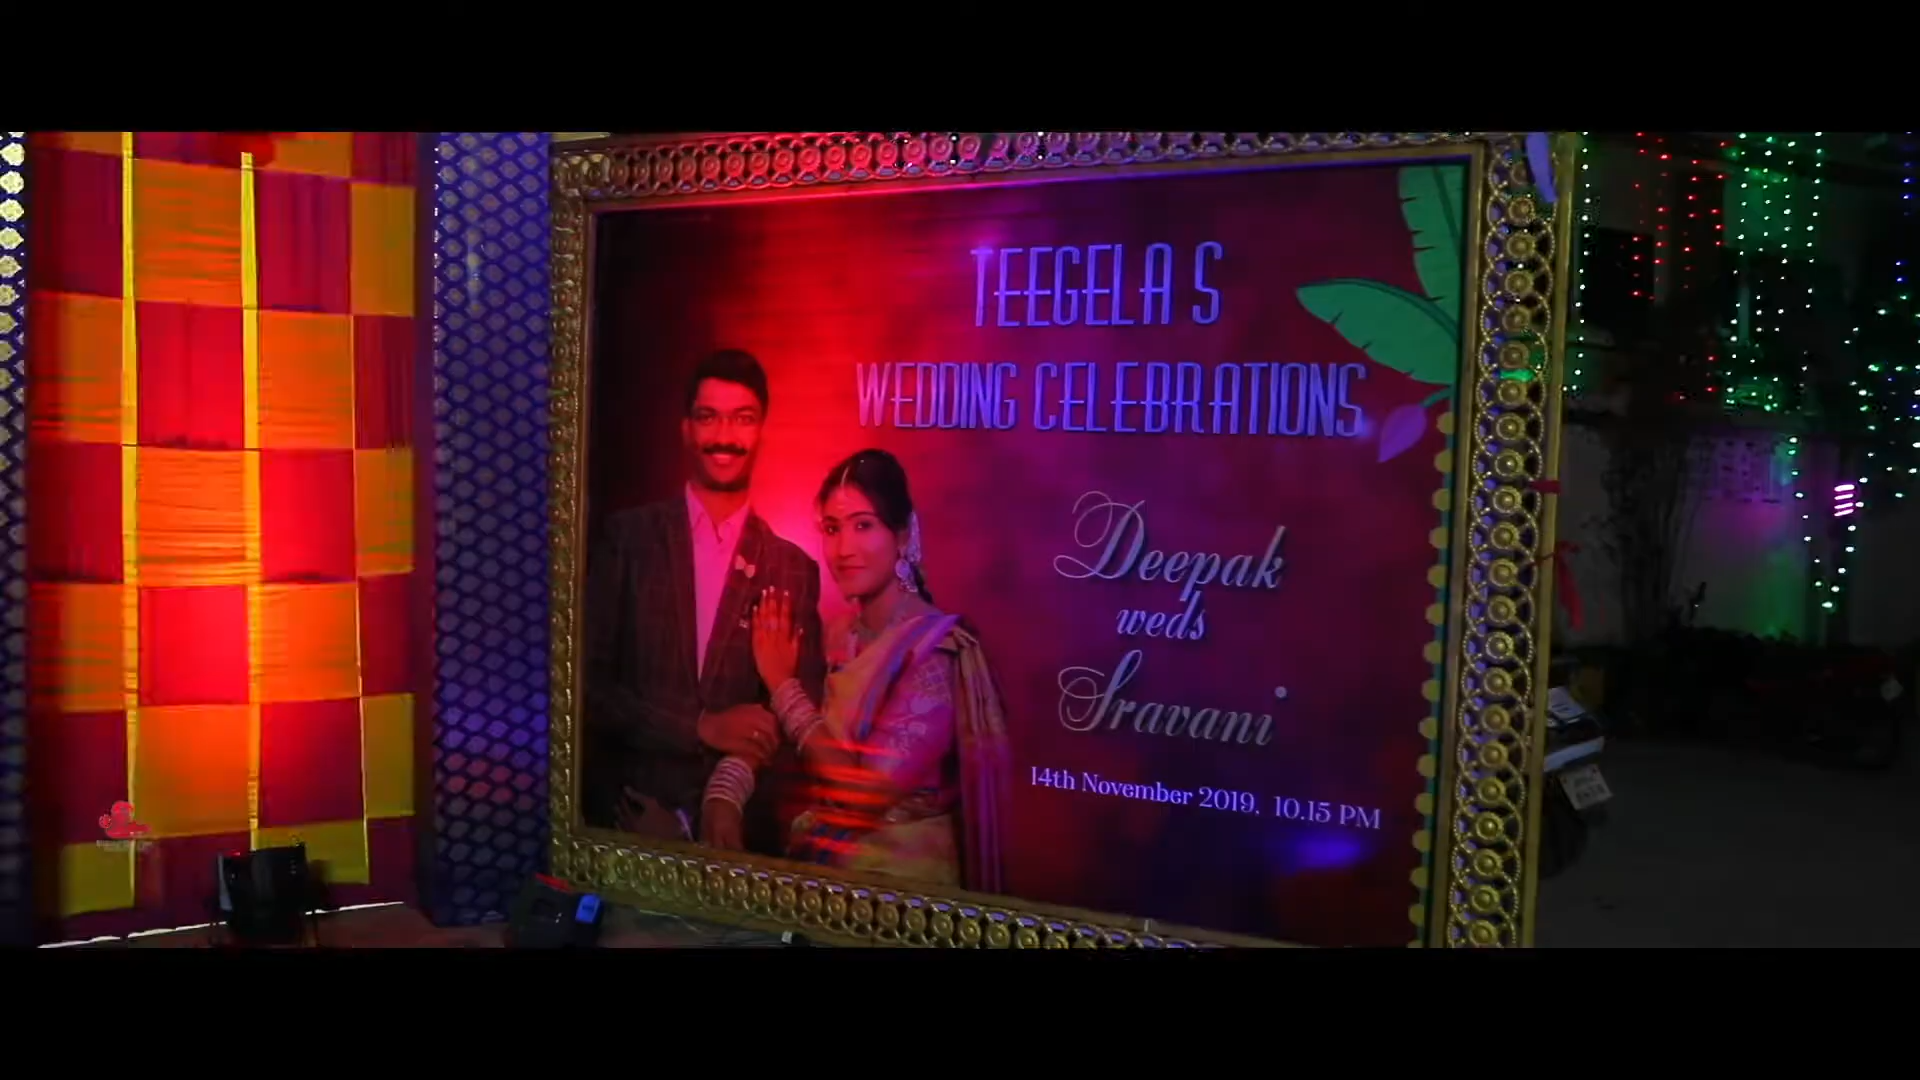 TEEGELA S
WEDDING CELEBRATIONS
Deepak
weds
Sravani
14th November 2019, 10.15 PM